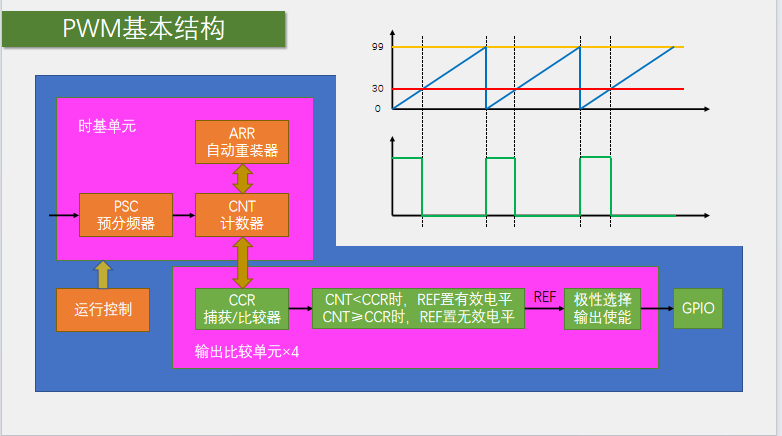 PWM基本结构
99
30
0
时基单元
ARR
自动重装器
PSC
预分频器
CNT
计数器
运行控制
CCR
捕获/比较器
CNT<CCR时，REF置有效电平
CNT≥CCR时，REF置无效电平
REF
极性选择
输出使能
GPIO
输出比较单元×4